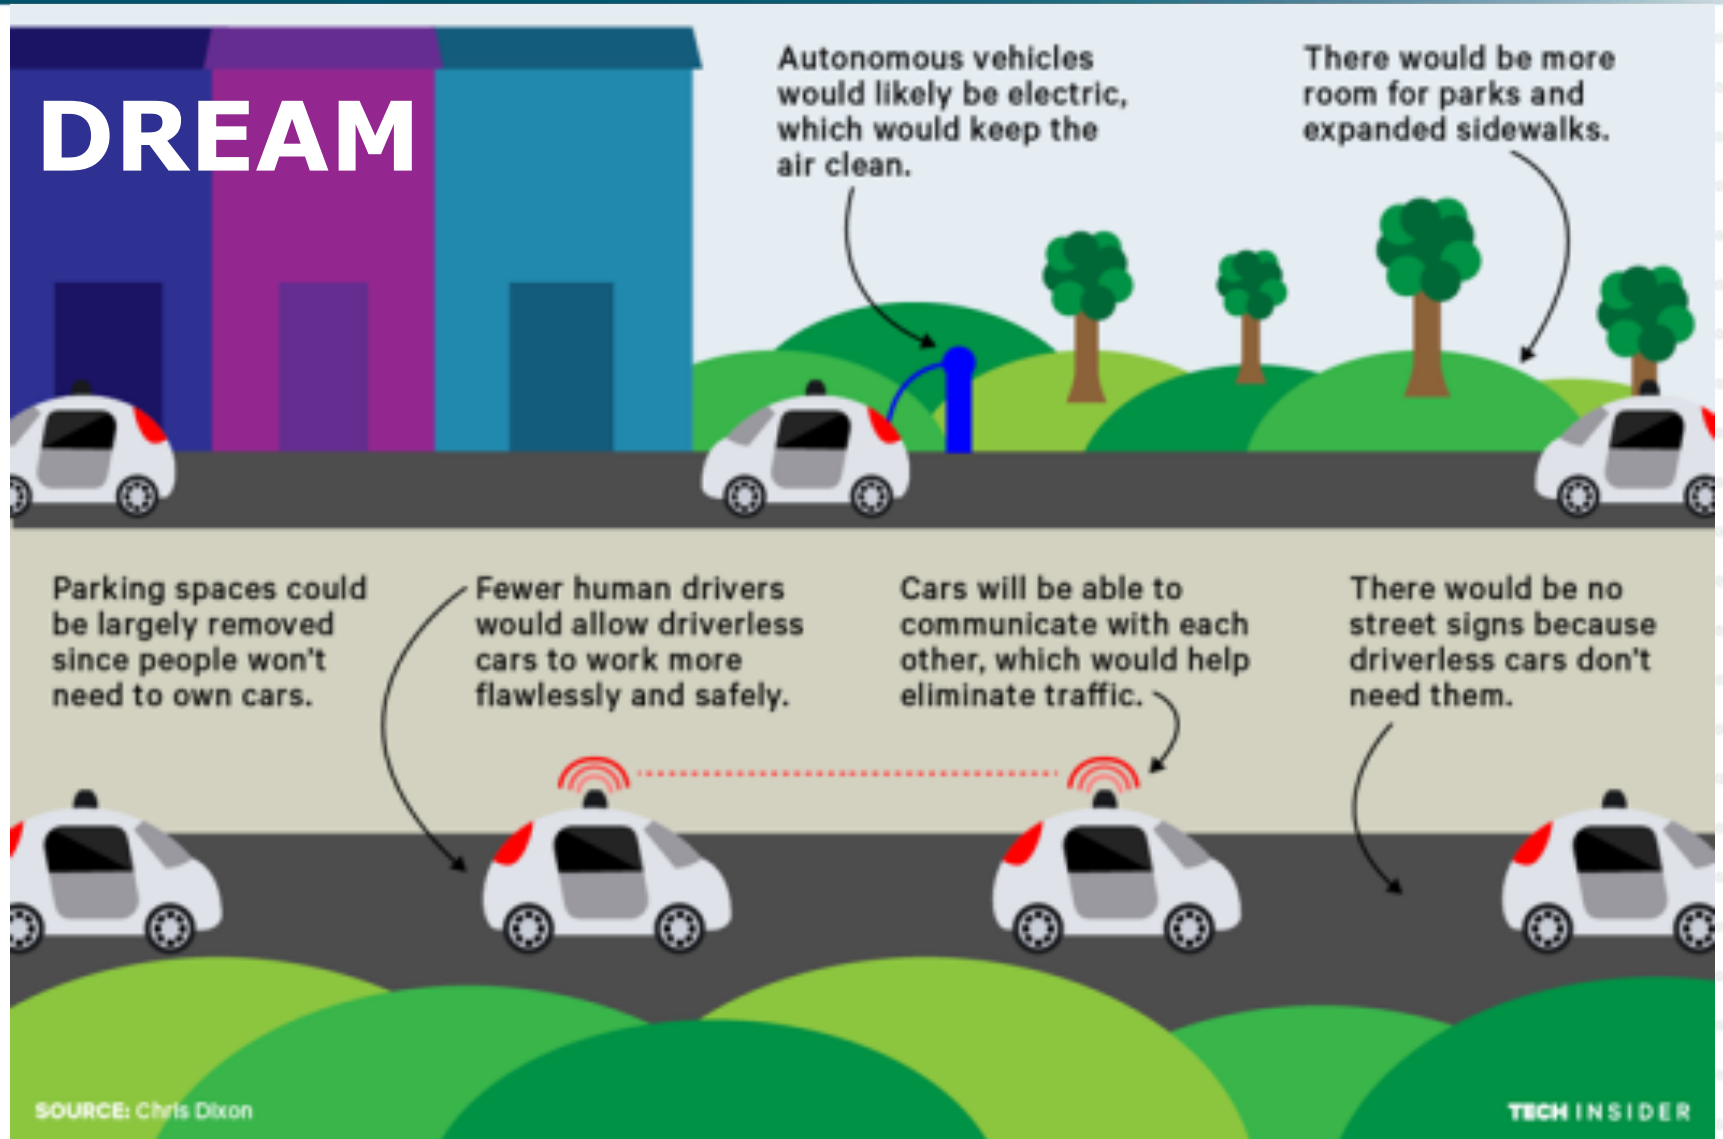 DREAM
Autonomous vehicles
would likely be electric,
which would keep the
air clean.
There would be more
room for parks and
expanded sidewalks.
Parking spaces could
be largely removed
since people won't
need to own cars.
Fewer human drivers
would allow driverless
cars to work more
flawlessly and safely.
Cars will be able to
communicate with each
other, which would help
eliminate traffic.
There would be no
street signs because
driverless cars don't
need them.
SOURCE: Chris Dixon
TECH INSIDER